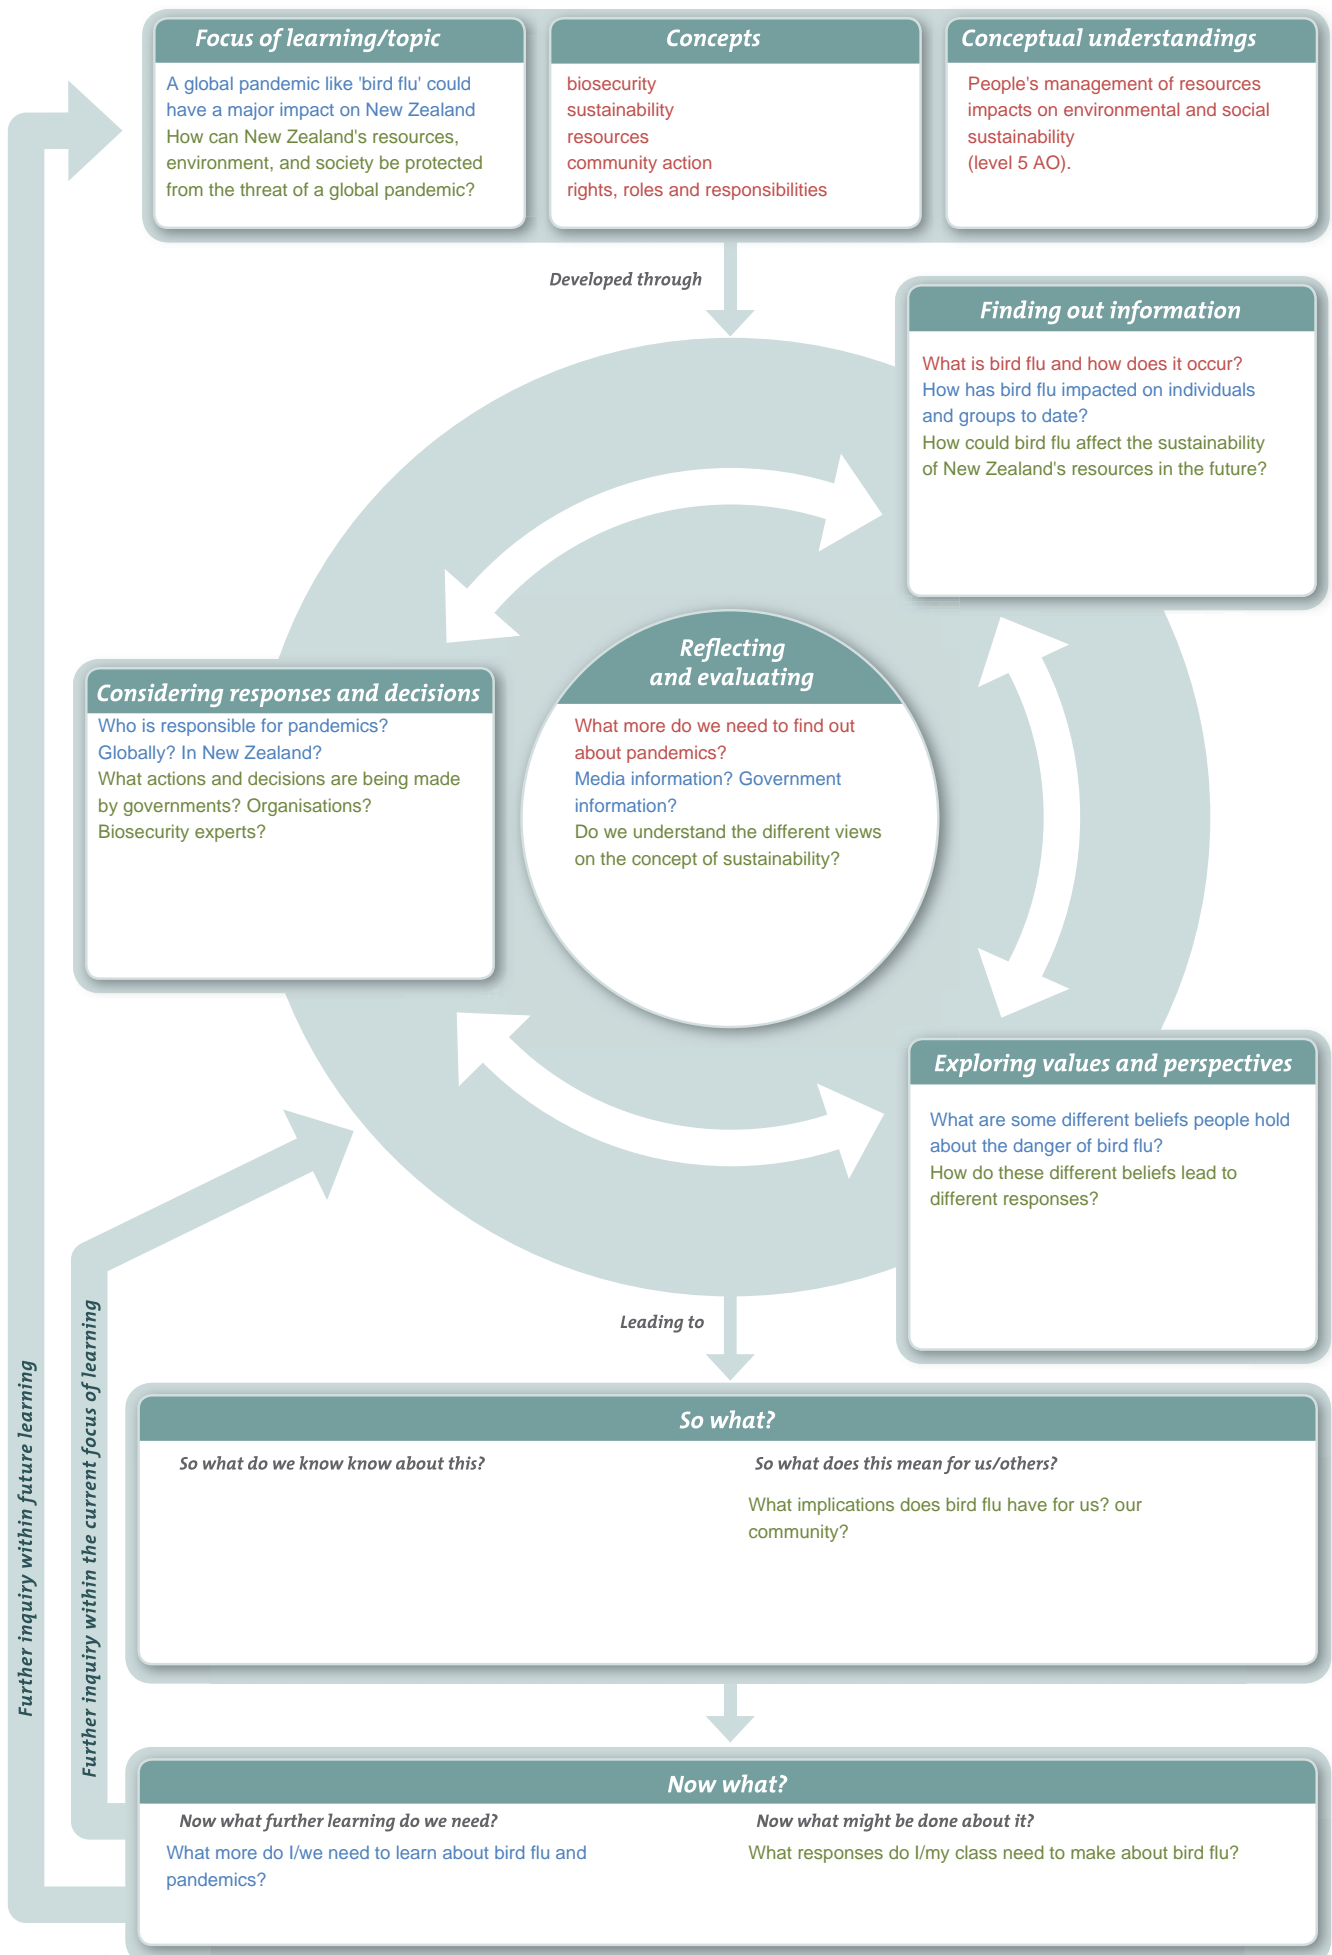 Focus of learning/topic
A global pandemic like 'bird flu' could
have a major impact on New Zealand
How can New Zealand's resources,
environment, and society be protected
from the threat of a global pandemic?
Concepts
biosecurity
sustainability
resources
community action
rights, roles and responsibilities
Conceptual understandings
People's management of resources
impacts on environmental and social
sustainability
(level 5 AO).
Developed through
Finding out information
What is bird flu and how does it occur?
How has bird flu impacted on individuals
and groups to date?
How could bird flu affect the sustainability
of New Zealand's resources in the future?
Considering responses and decisions
Who is responsible for pandemics?
Globally? In New Zealand?
What actions and decisions are being made
by governments? Organisations?
Biosecurity experts?
Reflecting
and evaluating
What more do we need to find out
about pandemics?
Media information? Government
information?
Do we understand the different views
on the concept of sustainability?
Exploring values and perspectives
What are some different beliefs people hold
about the danger of bird flu?
How do these different beliefs lead to
different responses?
Leading to
So what?
So what do we know know about this?
So what does this mean for us/others?
What implications does bird flu have for us? our
community?
Now what?
Now what further learning do we need?
What more do I/we need to learn about bird flu and
pandemics?
Now what might be done about it?
What responses do I/my class need to make about bird flu?
Further inquiry within the current focus of learning
Further inquiry within future learning